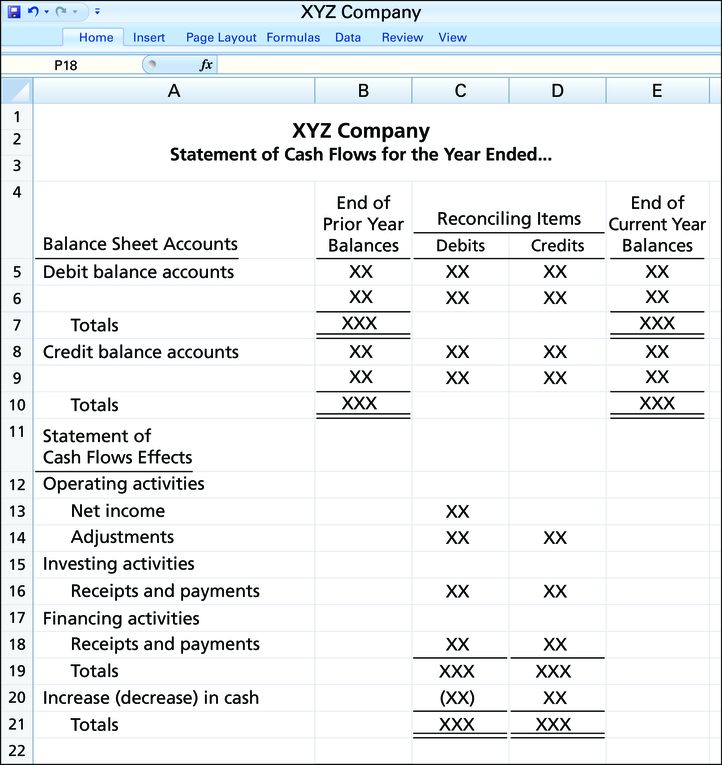 XYZ Company
Home Insert Page Layout Formulas Data Review View
P18 fx
A B C D E
1
2 XYZ Company
3 Statement of Cash Flows for the Year Ended...
4 End of End of
Prior Year Reconciling Items Current Year
Balance Sheet Accounts Balances Debits Credits Balances
5 Debit balance accounts XX XX XX XX
6 XX XX XX XX
7 Totals XXX XXX
8 Credit balance accounts XX XX XX XX
9 XX XX XX XX
10 Totals XXX XXX
11 Statement of
Cash Flows Effects
12 Operating activities
13 Net income XX
14 Adjustments XX XX
15 Investing activities
16 Receipts and payments XX XX
17 Financing activities
18 Receipts and payments XX XX
19 Totals XXX XXX
20 Increase (decrease) in cash (XX) XX
21 Totals XXX XXX
22